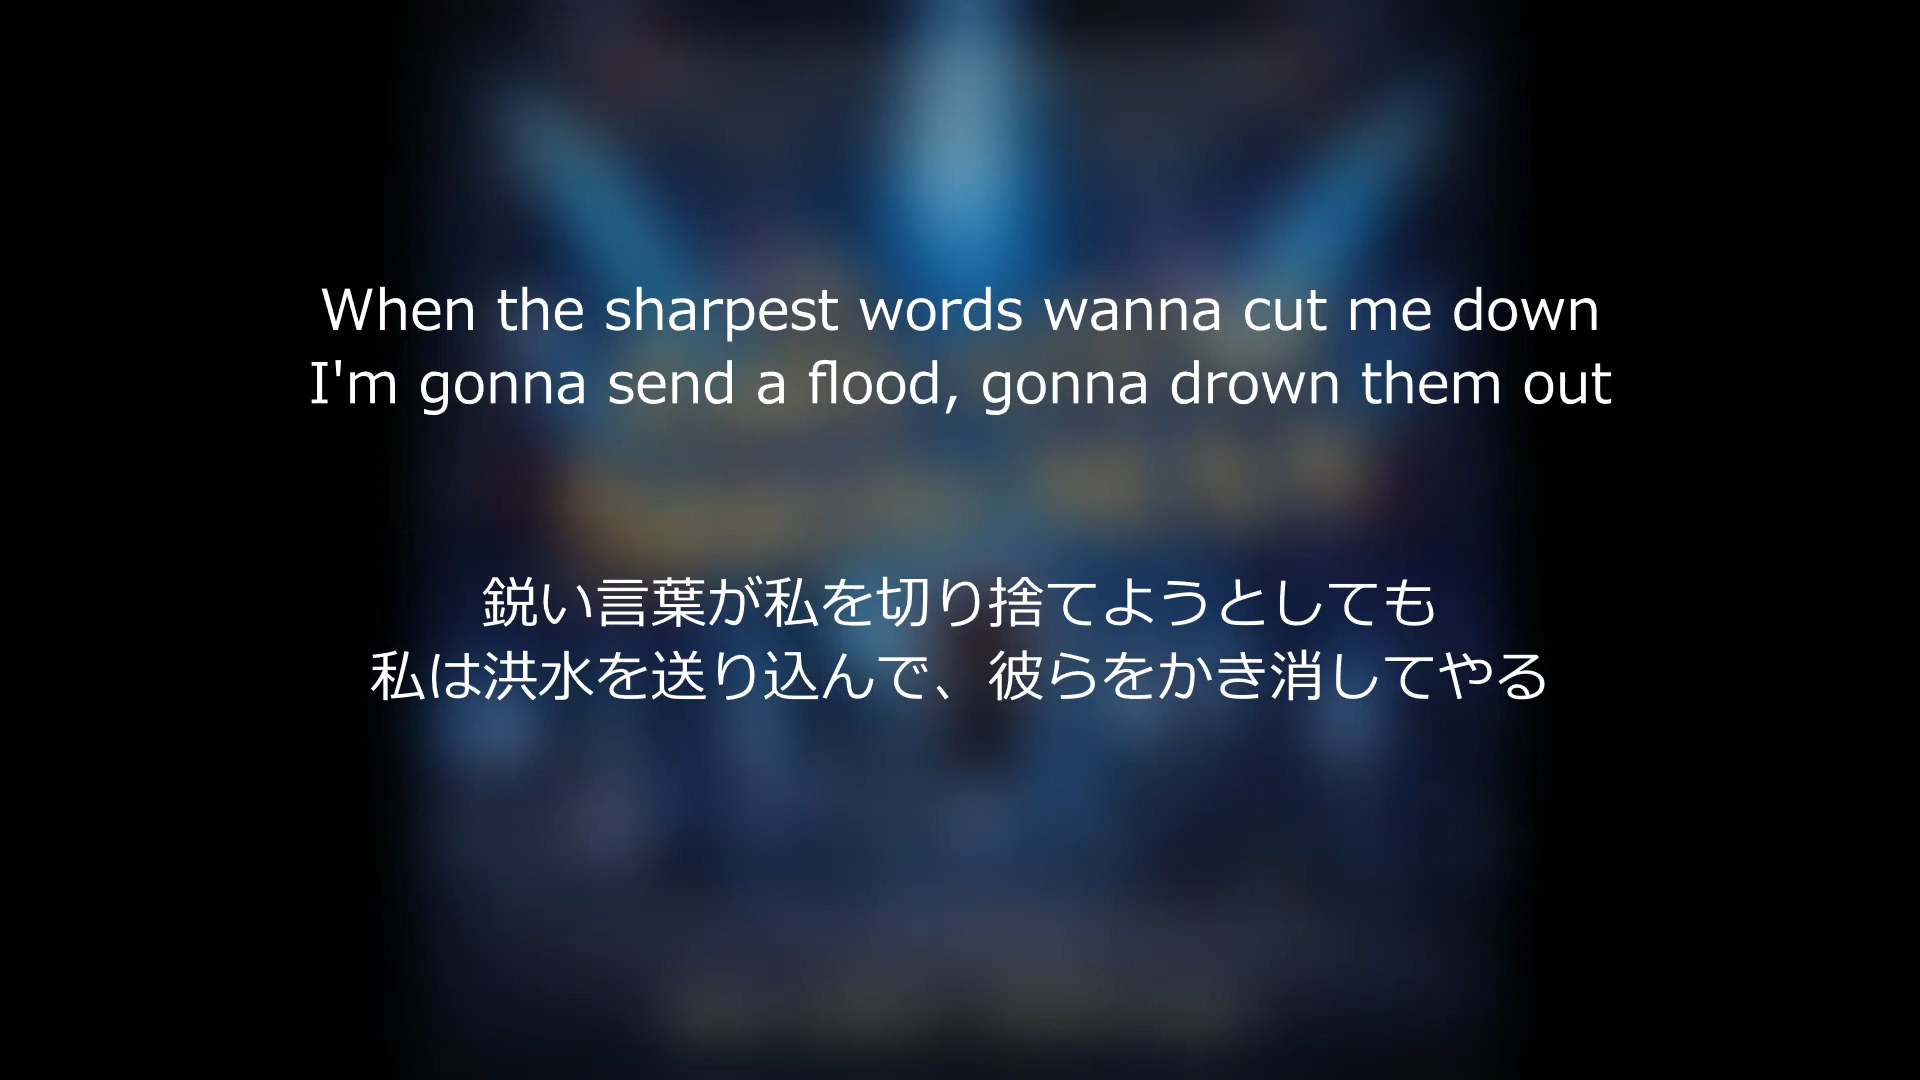 When the sharpest words wanna cut me down
I'm gonna send a flood, gonna drown them out
鋭い言葉が私を切り捨てようとしても
私は洪水を送り込んで、彼らをかき消してやる